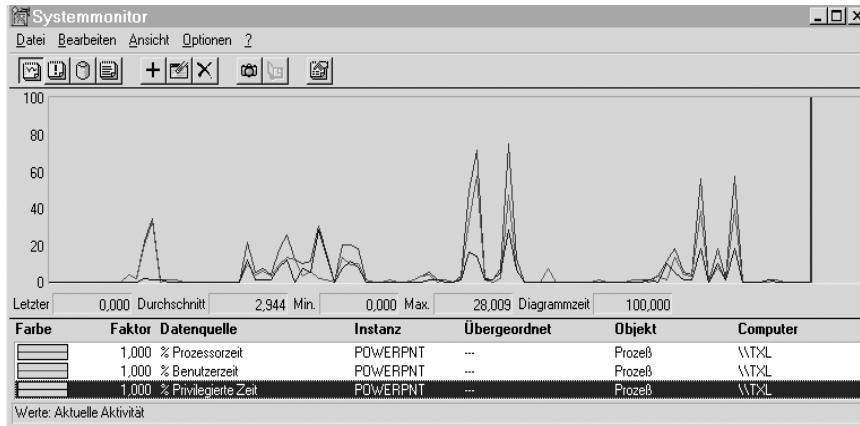 Systemmonitor
Datei Bearbeiten Ansicht Optionen ?
100
80
60
40
20
0
Letzter 0,000 Durchschnitt 2,944 Min. 0,000 Max. 28,009 Diagrammzeit 100,000
Farbe Faktor Datenquelle Instanz Übergeordnet Objekt Computer
1,000 % Prozessorzeit POWERPNT --- Prozeß \\TXL
1,000 % Benutzerzeit POWERPNT --- Prozeß \\TXL
1,000 % Privilegierte Zeit POWERPNT --- Prozeß \\TXL
Werte: Aktuelle Aktivität